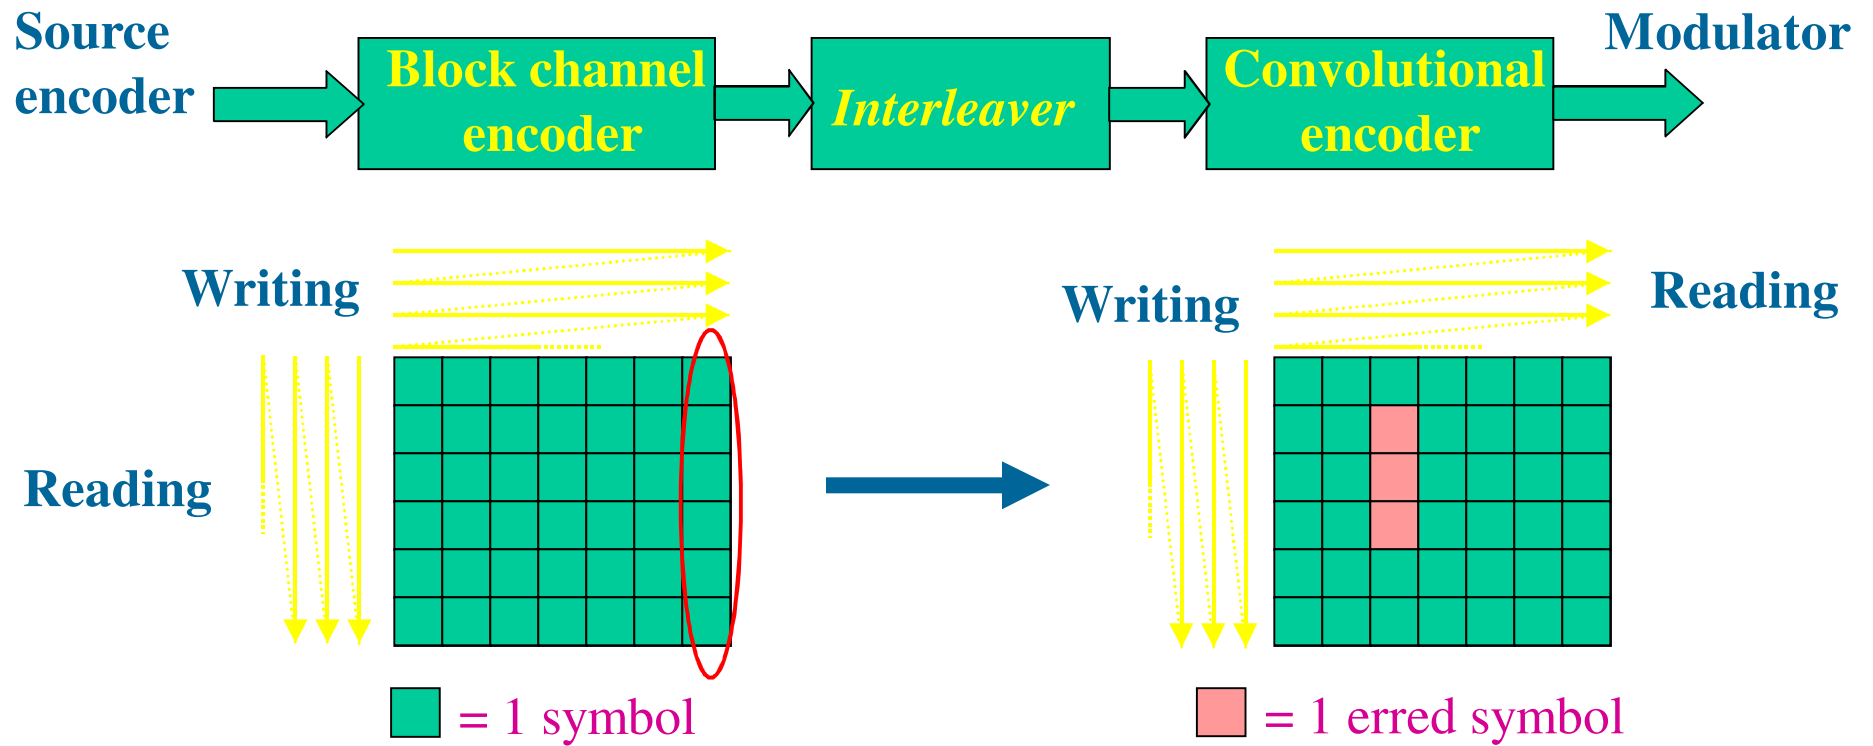 Source
encoder
Block channel
encoder
Interleaver
Convolutional
encoder
Modulator
Writing
Reading
Writing
Reading
= 1 symbol
= 1 erred symbol